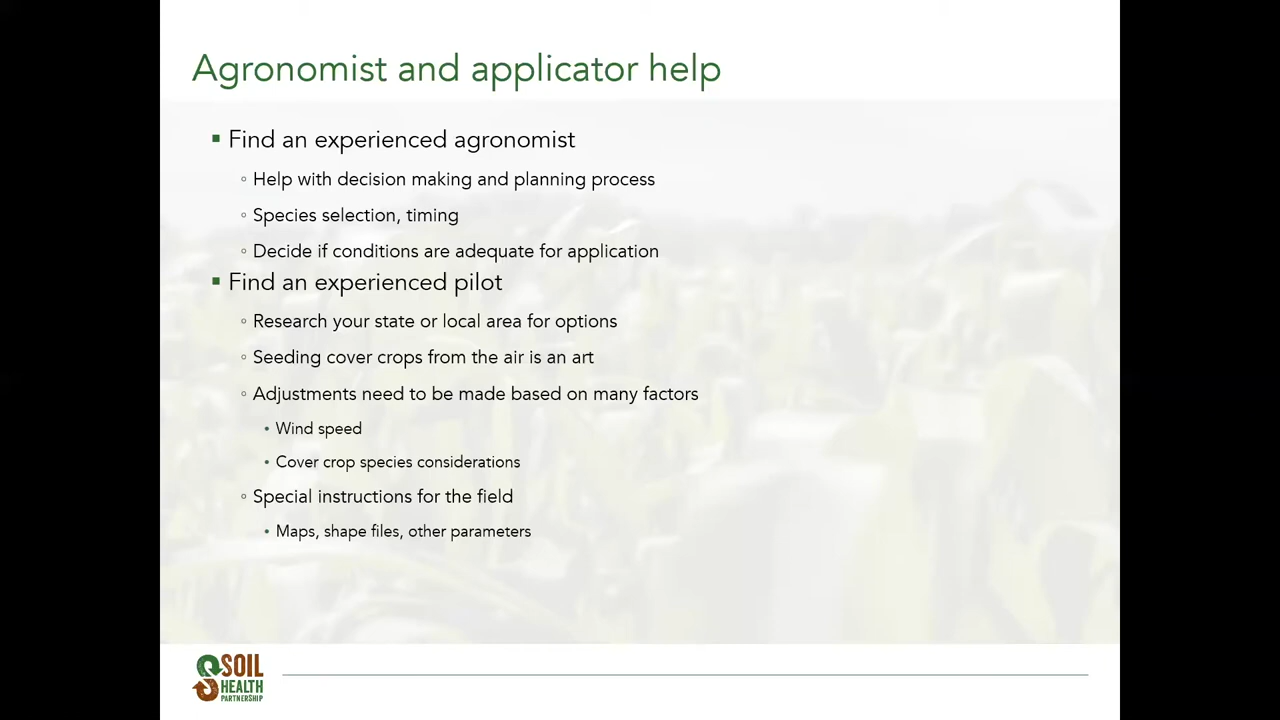 Agronomist and applicator help
Find an experienced agronomist
Help with decision making and planning process
Species selection, timing
Decide if conditions are adequate for application
Find an experienced pilot
Research your state or local area for options
Seeding cover crops from the air is an art
Adjustments need to be made based on many factors
Wind speed
Cover crop species considerations
Special instructions for the field
Maps, shape files, other parameters
SOIL
HEALTH
PARTNERSHIP